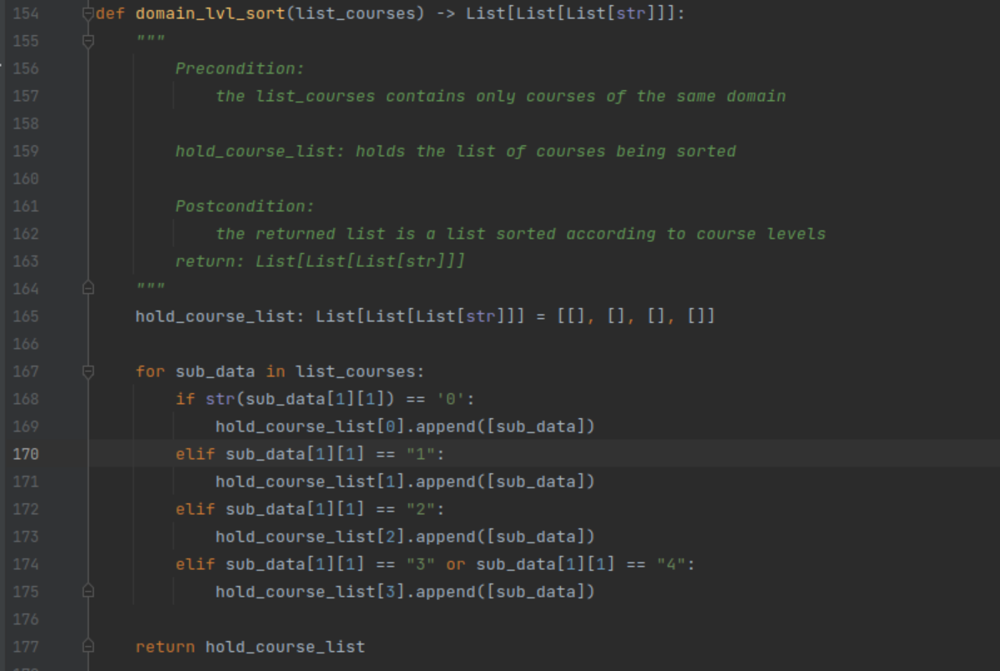 154 def domain_lvl_sort(list_courses) -> List[List[List[str]]]:
155     """
156         Precondition:
157             the list_courses contains only courses of the same domain
158
159         hold_course_list: holds the list of courses being sorted
160
161         Postcondition:
162             the returned list is a list sorted according to course levels
163         return: List[List[List[str]]]
164     """
165     hold_course_list: List[List[List[str]]] = [[], [], [], []]
166
167     for sub_data in list_courses:
168         if str(sub_data[1][1]) == '0':
169             hold_course_list[0].append([sub_data])
170         elif sub_data[1][1] == "1":
171             hold_course_list[1].append([sub_data])
172         elif sub_data[1][1] == "2":
173             hold_course_list[2].append([sub_data])
174         elif sub_data[1][1] == "3" or sub_data[1][1] == "4":
175             hold_course_list[3].append([sub_data])
176
177     return hold_course_list